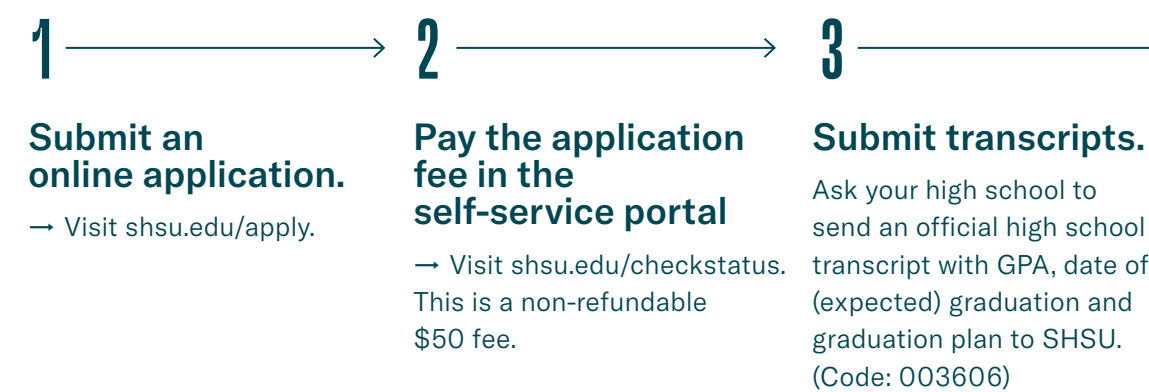 1
Submit an
online application.
→ Visit shsu.edu/apply.
2
Pay the application
fee in the
self-service portal
→ Visit shsu.edu/checkstatus.
This is a non-refundable
$50 fee.
3
Submit transcripts.
Ask your high school to
send an official high school
transcript with GPA, date of
(expected) graduation and
graduation plan to SHSU.
(Code: 003606)